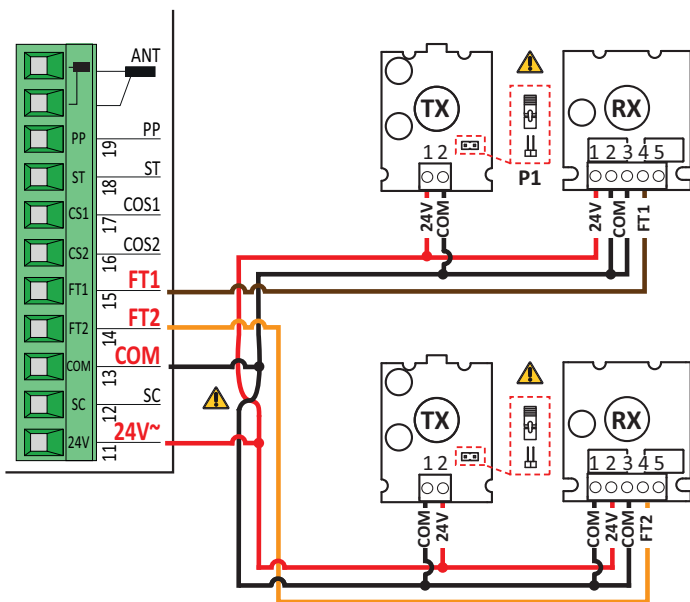 ANT
PP
19
PP
ST
18
ST
CS1
17
COS1
CS2
16
COS2
FT1
15
FT1
FT2
14
FT2
COM
13
COM
SC
12
SC
24V
11
24V~
TX
1 2
24V
COM
P1
RX
1 2 3 4 5
24V
COM
FT1
TX
1 2
COM
24V
RX
1 2 3 4 5
COM
24V
COM
FT2